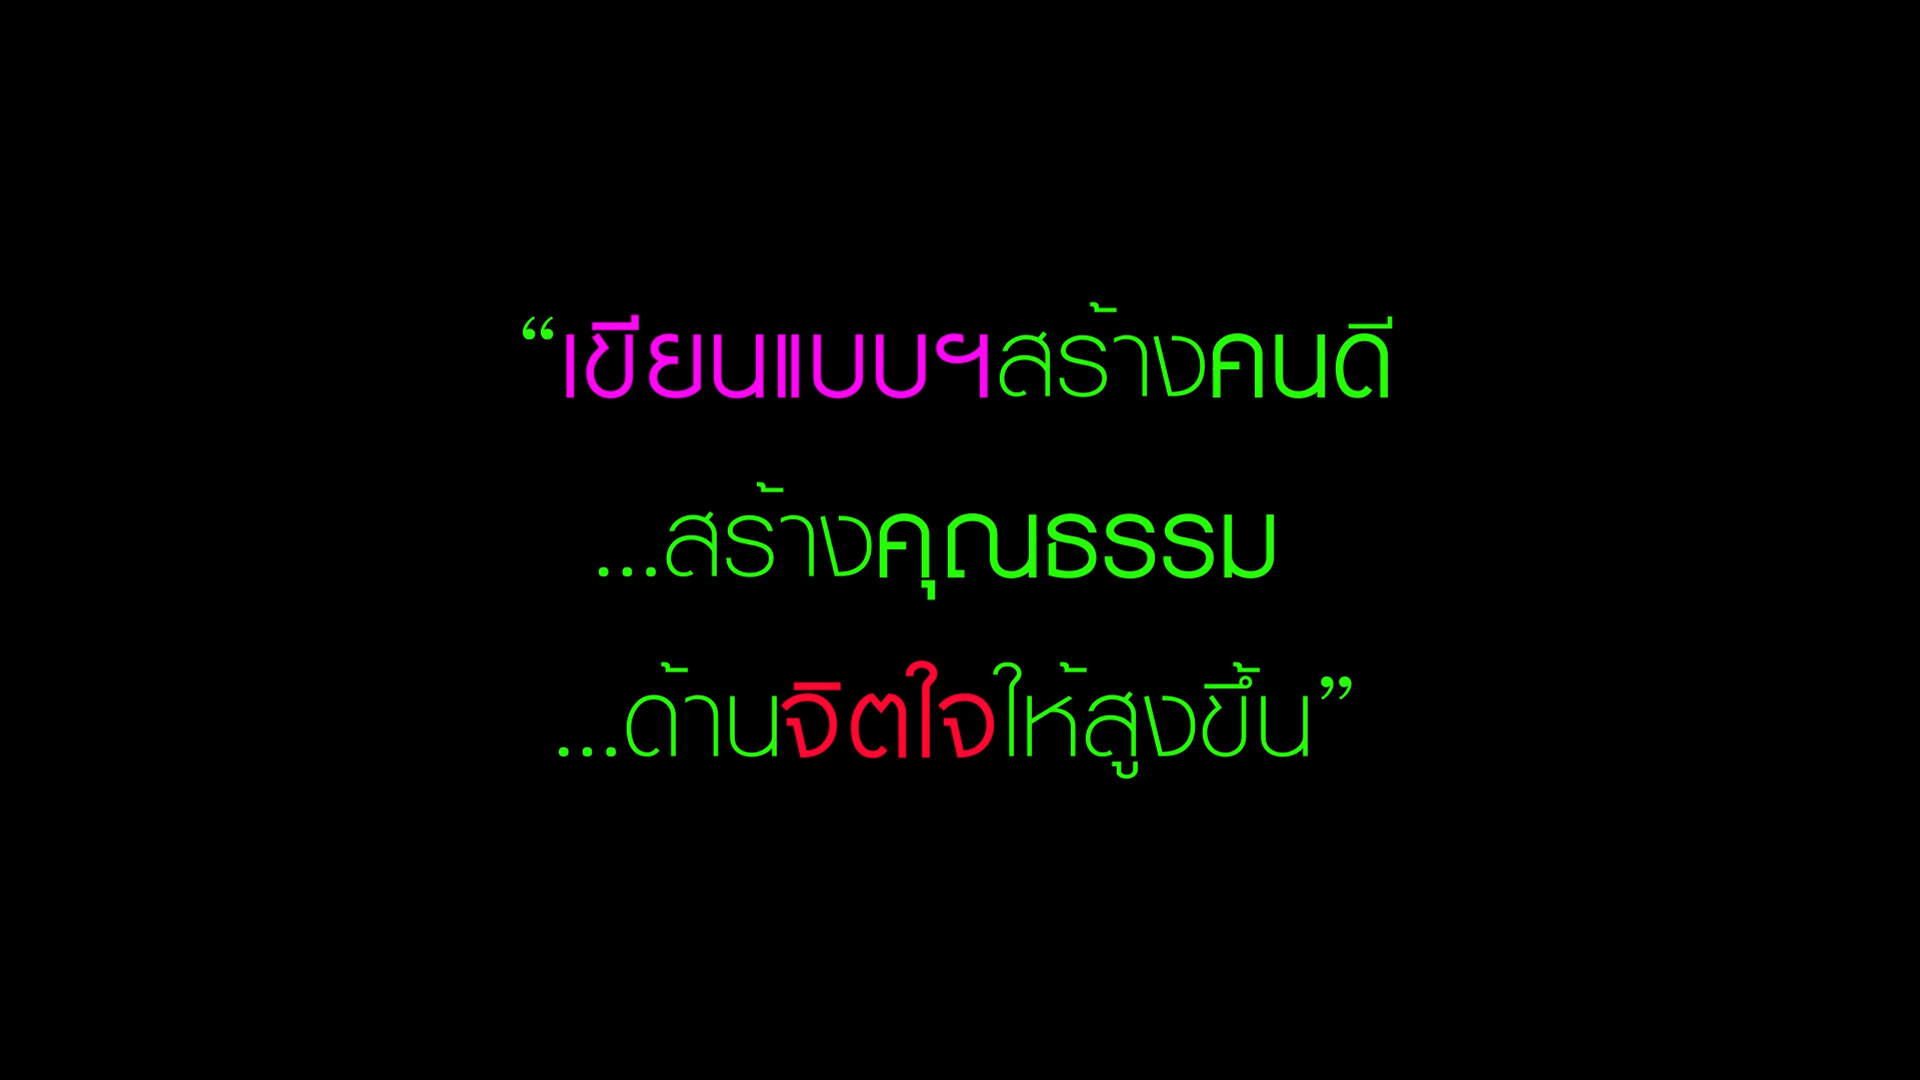 “เขียนแบบฯสร้างคนดี
...สร้างคุณธรรม
...ด้านจิตใจให้สูงขึ้น”